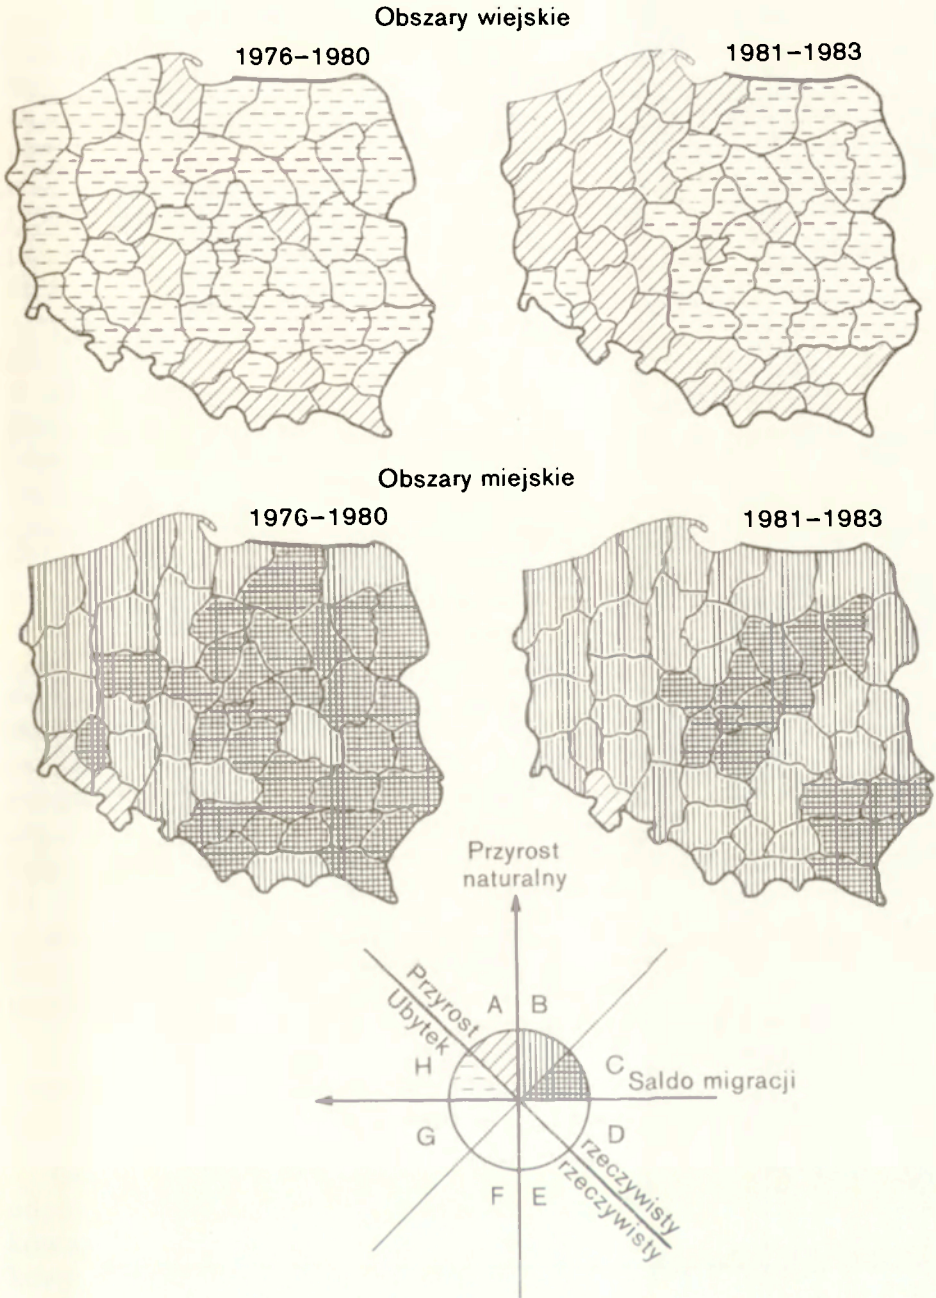 Obszary wiejskie
1976–1980
1981–1983
Obszary miejskie
1976–1980
1981–1983
Przyrost
naturalny
Przyrost
Ubytek
A
B
H
C
Saldo migracji
G
D
F
E
rzeczywisty
rzeczywisty